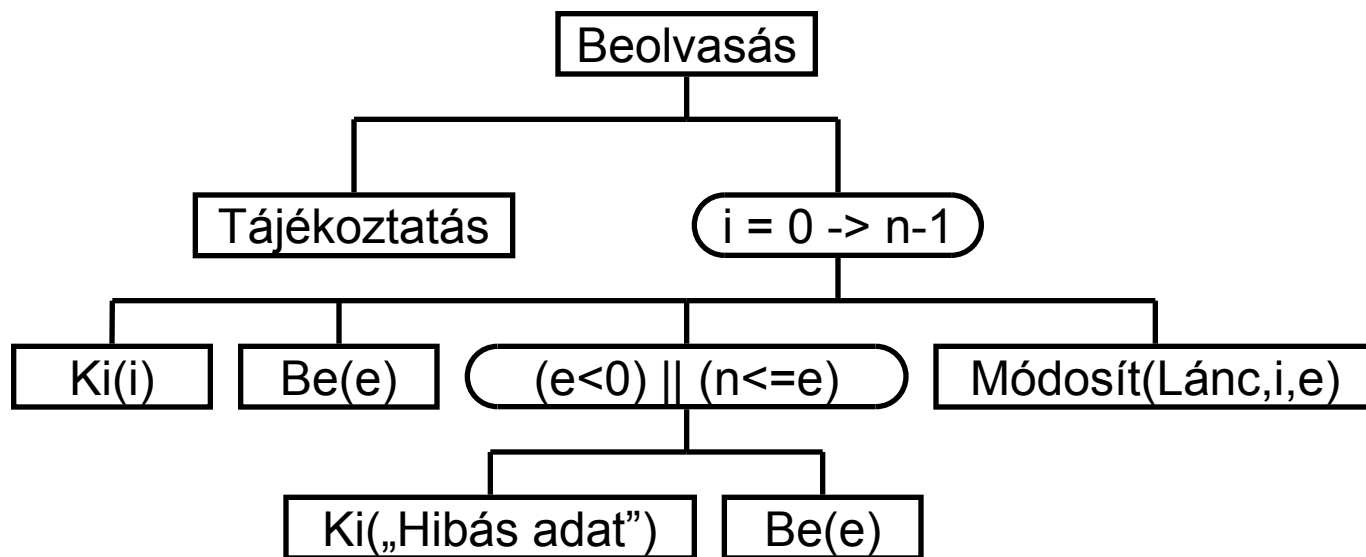 Beolvasás
Tájékoztatás
i = 0 -> n-1
Ki(i)
Be(e)
(e<0) || (n<=e)
Módosít(Lánc,i,e)
Ki(„Hibás adat”)
Be(e)